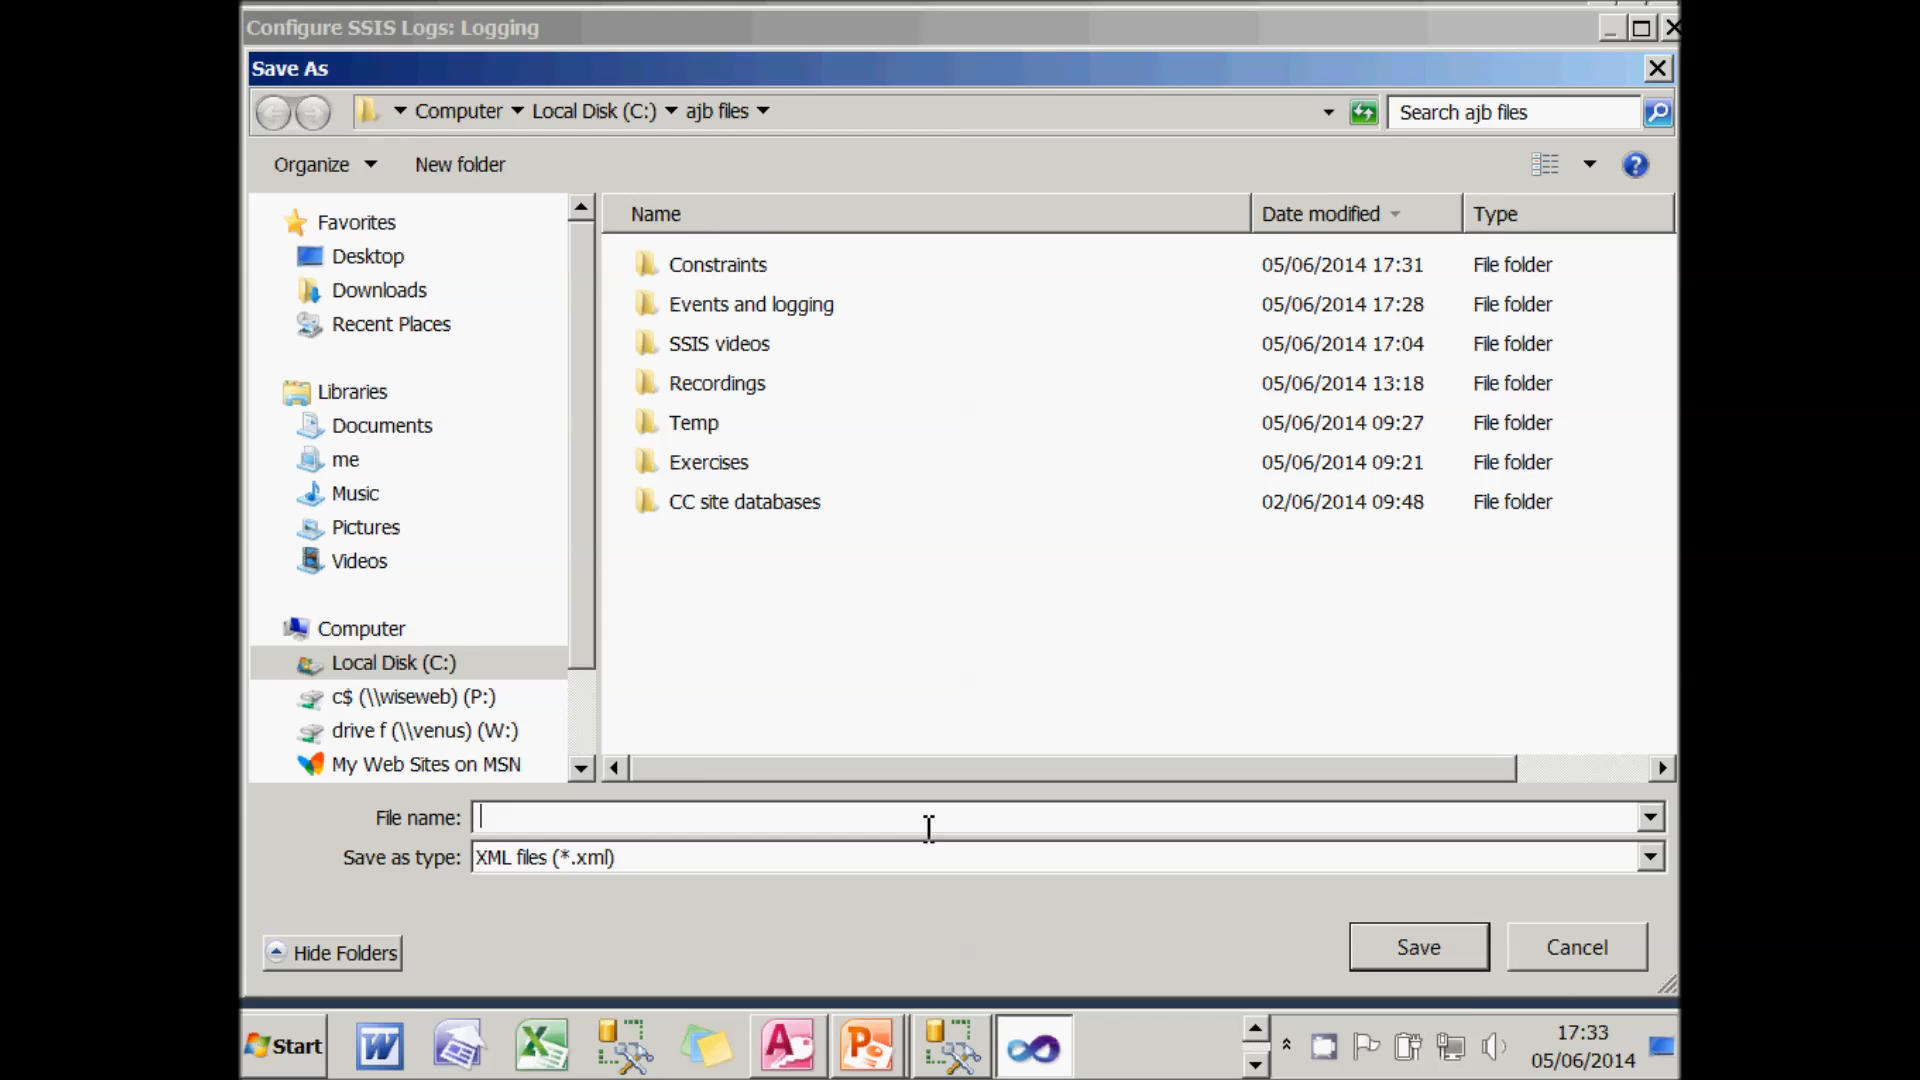 Configure SSIS Logs: Logging
Save As
Computer Local Disk (C:) ajb files
Search ajb files
Organize New folder
Name Date modified Type
Favorites
Desktop
Downloads
Recent Places
Libraries
Documents
me
Music
Pictures
Videos
Computer
Local Disk (C:)
c$ (\\wiseweb) (P:)
drive f (\\venus) (W:)
My Web Sites on MSN
Constraints 05/06/2014 17:31 File folder
Events and logging 05/06/2014 17:28 File folder
SSIS videos 05/06/2014 17:04 File folder
Recordings 05/06/2014 13:18 File folder
Temp 05/06/2014 09:27 File folder
Exercises 05/06/2014 09:21 File folder
CC site databases 02/06/2014 09:48 File folder
File name:
Save as type: XML files (*.xml)
Hide Folders
Save Cancel
Start
17:33
05/06/2014